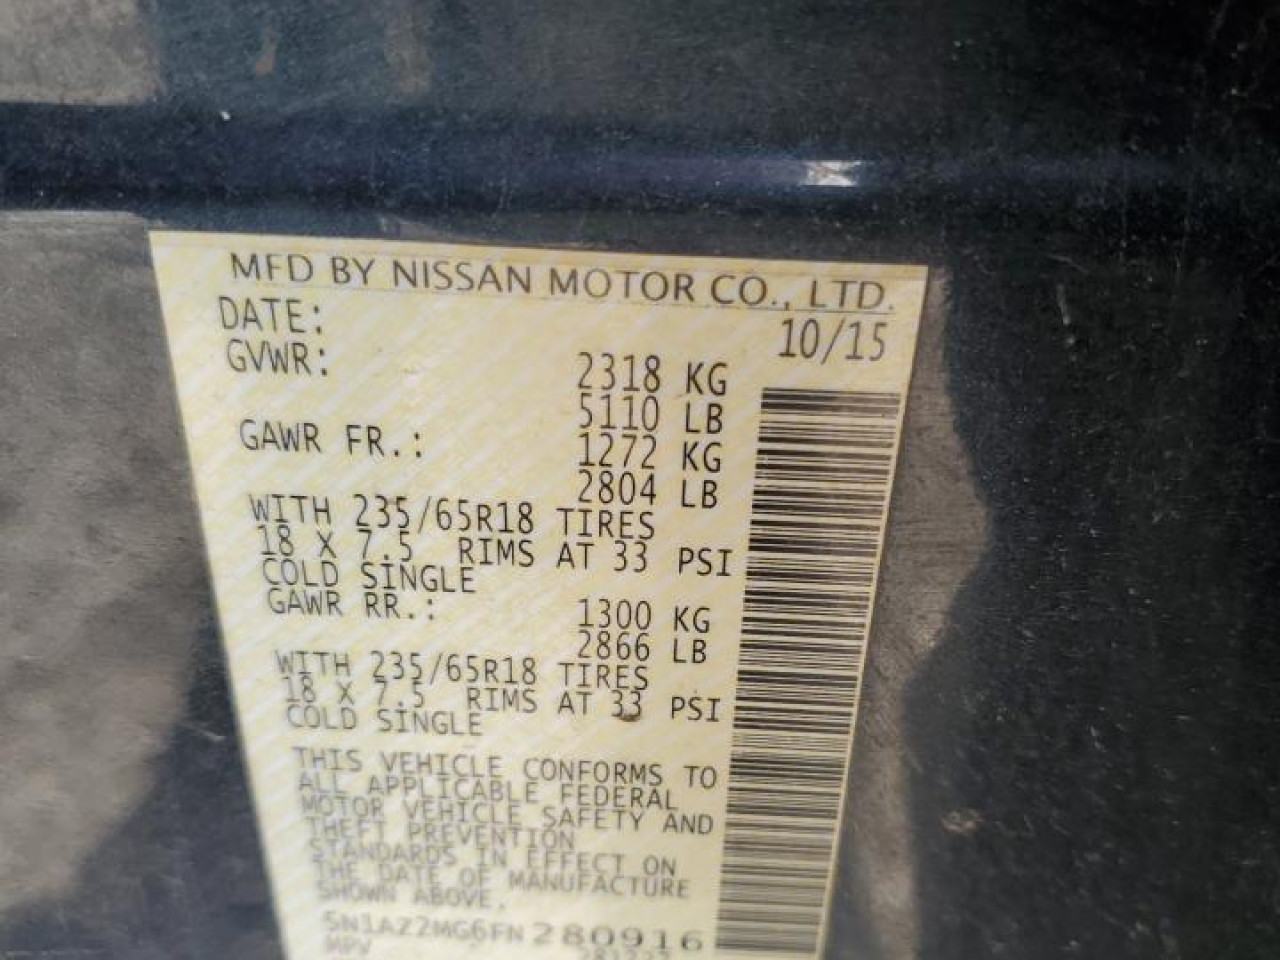 MFD BY NISSAN MOTOR CO., LTD.
DATE: 10/15
GVWR: 2318 KG
5110 LB
GAWR FR.: 1272 KG
2804 LB
WITH 235/65R18 TIRES
18 X 7.5 RIMS AT 33 PSI
COLD SINGLE
GAWR RR.: 1300 KG
2866 LB
WITH 235/65R18 TIRES
18 X 7.5 RIMS AT 33 PSI
COLD SINGLE
THIS VEHICLE CONFORMS TO
ALL APPLICABLE FEDERAL
MOTOR VEHICLE SAFETY AND
THEFT PREVENTION
STANDARDS IN EFFECT ON
THE DATE OF MANUFACTURE
SHOWN ABOVE.
5N1AZ2MG6FN280916
MPV